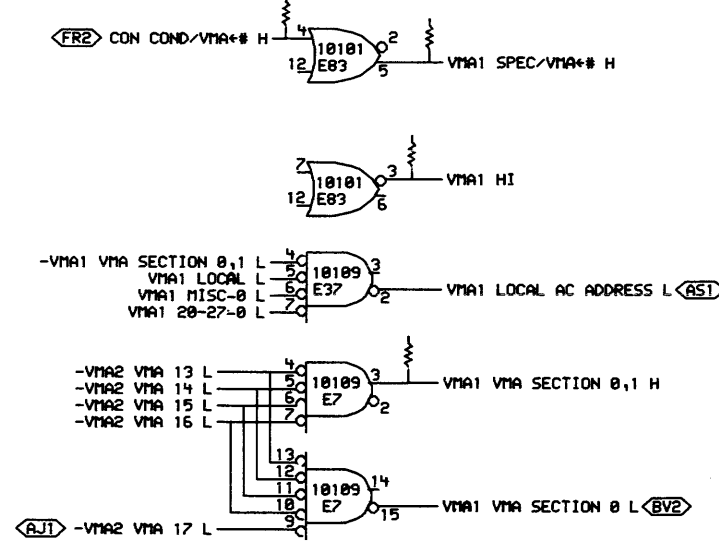 4 2
<FR2> CON COND/VMA←# H 10101
12 E83 5 VMA1 SPEC/VMA←# H
7 3
10101 VMA1 HI
12 E83 6
-VMA1 VMA SECTION 0,1 L 4 3
VMA1 LOCAL L 5 10109
VMA1 MISC=0 L 6 E37 2 VMA1 LOCAL AC ADDRESS L <AS1>
VMA1 20-27=0 L 7
-VMA2 VMA 13 L 4 3 VMA1 VMA SECTION 0,1 H
-VMA2 VMA 14 L 5 10109
-VMA2 VMA 15 L 6 E7 2
-VMA2 VMA 16 L 7
13
12 14
11 10109
10 E7 15 VMA1 VMA SECTION 0 L <BV2>
<AJ1> -VMA2 VMA 17 L 9